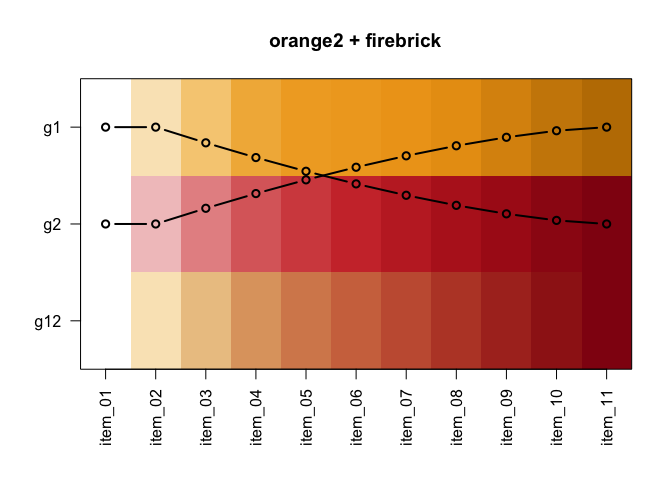 orange2 + firebrick
g1
g2
g12
item_01
item_02
item_03
item_04
item_05
item_06
item_07
item_08
item_09
item_10
item_11